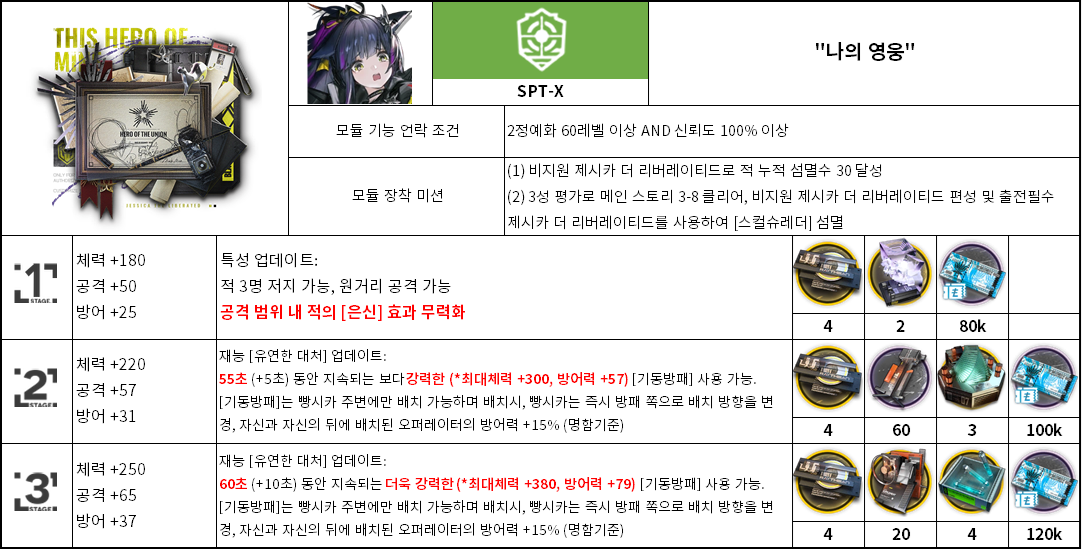 THIS HERO OF
HERO OF THE UNION
JESSICA THE LIBERATED
SPT-X
"나의 영웅"
모듈 기능 언락 조건
2정예화 60레벨 이상 AND 신뢰도 100% 이상
모듈 장착 미션
(1) 비지원 제시카 더 리버레이티드로 적 누적 섬멸수 30 달성
(2) 3성 평가로 메인 스토리 3-8 클리어, 비지원 제시카 더 리버레이티드 편성 및 출전필수
제시카 더 리버레이티드를 사용하여 [스컬슈레더] 섬멸
1
STAGE
체력 +180
공격 +50
방어 +25
특성 업데이트:
적 3명 저지 가능, 원거리 공격 가능
공격 범위 내 적의 [은신] 효과 무력화
4 2 80k
2
STAGE
체력 +220
공격 +57
방어 +31
재능 [유연한 대처] 업데이트:
55초 (+5초) 동안 지속되는 보다강력한 (*최대체력 +300, 방어력 +57) [기동방패] 사용 가능.
[기동방패]는 빵시카 주변에만 배치 가능하며 배치시, 빵시카는 즉시 방패 쪽으로 배치 방향을 변
경, 자신과 자신의 뒤에 배치된 오퍼레이터의 방어력 +15% (명함기준)
4 60 3 100k
3
STAGE
체력 +250
공격 +65
방어 +37
재능 [유연한 대처] 업데이트:
60초 (+10초) 동안 지속되는 더욱 강력한 (*최대체력 +380, 방어력 +79) [기동방패] 사용 가능.
[기동방패]는 빵시카 주변에만 배치 가능하며 배치시, 빵시카는 즉시 방패 쪽으로 배치 방향을 변
경, 자신과 자신의 뒤에 배치된 오퍼레이터의 방어력 +15% (명함기준)
4 20 4 120k